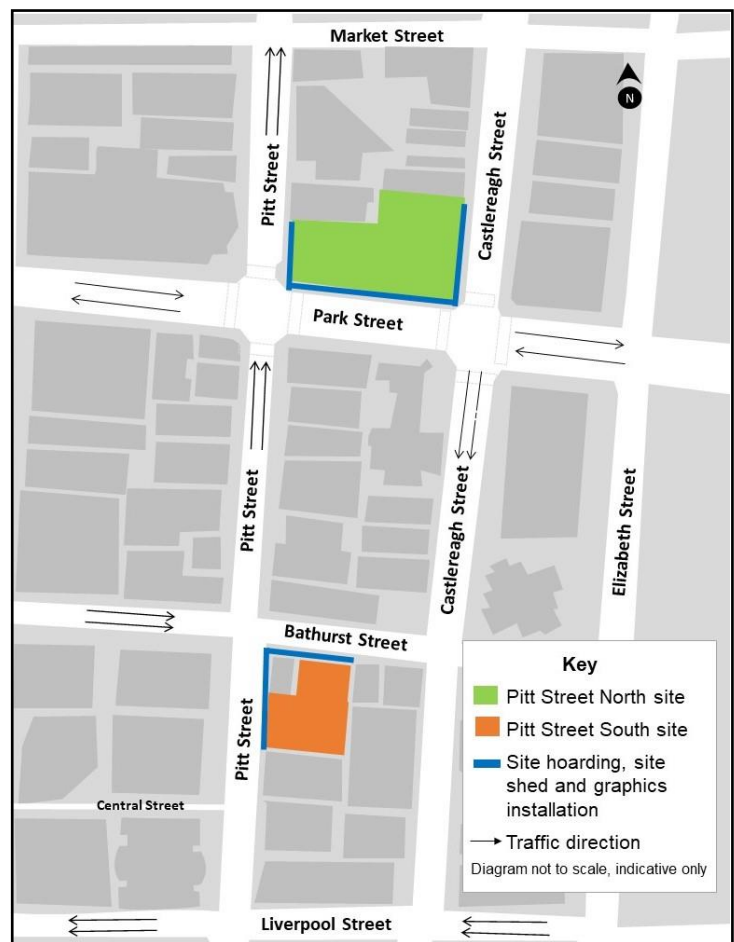 Market Street
N
Pitt Street
Castlereagh Street
Park Street
Pitt Street
Castlereagh Street
Elizabeth Street
Bathurst Street
Pitt Street
Central Street
Liverpool Street
Key
Pitt Street North site
Pitt Street South site
Site hoarding, site
shed and graphics
installation
Traffic direction
Diagram not to scale, indicative only